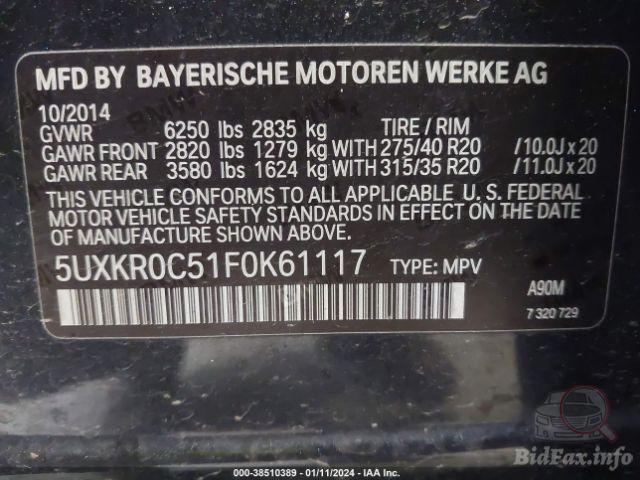 MFD BY BAYERISCHE MOTOREN WERKE AG
10/2014
GVWR 6250 lbs 2835 kg TIRE / RIM
GAWR FRONT 2820 lbs 1279 kg WITH 275/40 R20 /10.0J x 20
GAWR REAR 3580 lbs 1624 kg WITH 315/35 R20 /11.0J x 20
THIS VEHICLE CONFORMS TO ALL APPLICABLE U. S. FEDERAL
MOTOR VEHICLE SAFETY STANDARDS IN EFFECT ON THE
DATE OF MANUFACTURE SHOWN ABOVE.
5UXKR0C51F0K61117 TYPE: MPV
A90M
7 320 729
BidFax.info
000-38510389 - 01/11/2024 - IAA Inc.